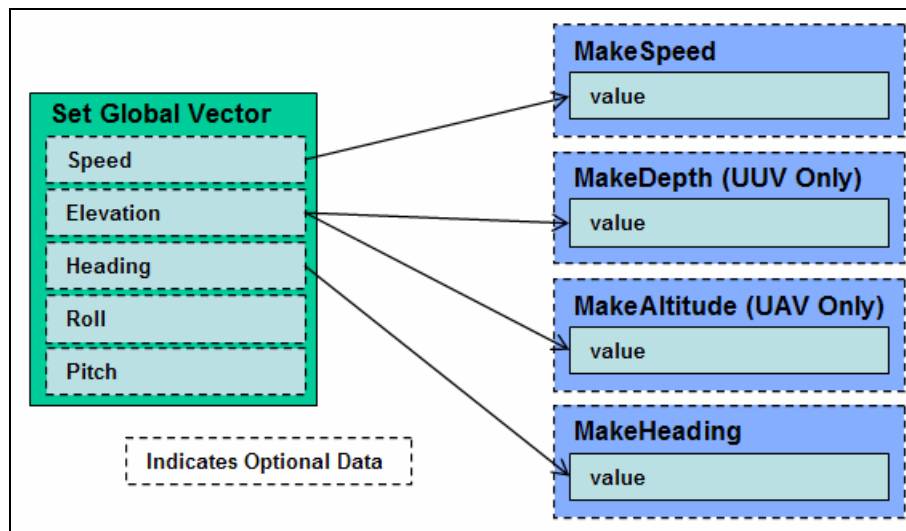 Set Global Vector
Speed
Elevation
Heading
Roll
Pitch
Indicates Optional Data
MakeSpeed
value
MakeDepth (UUV Only)
value
MakeAltitude (UAV Only)
value
MakeHeading
value